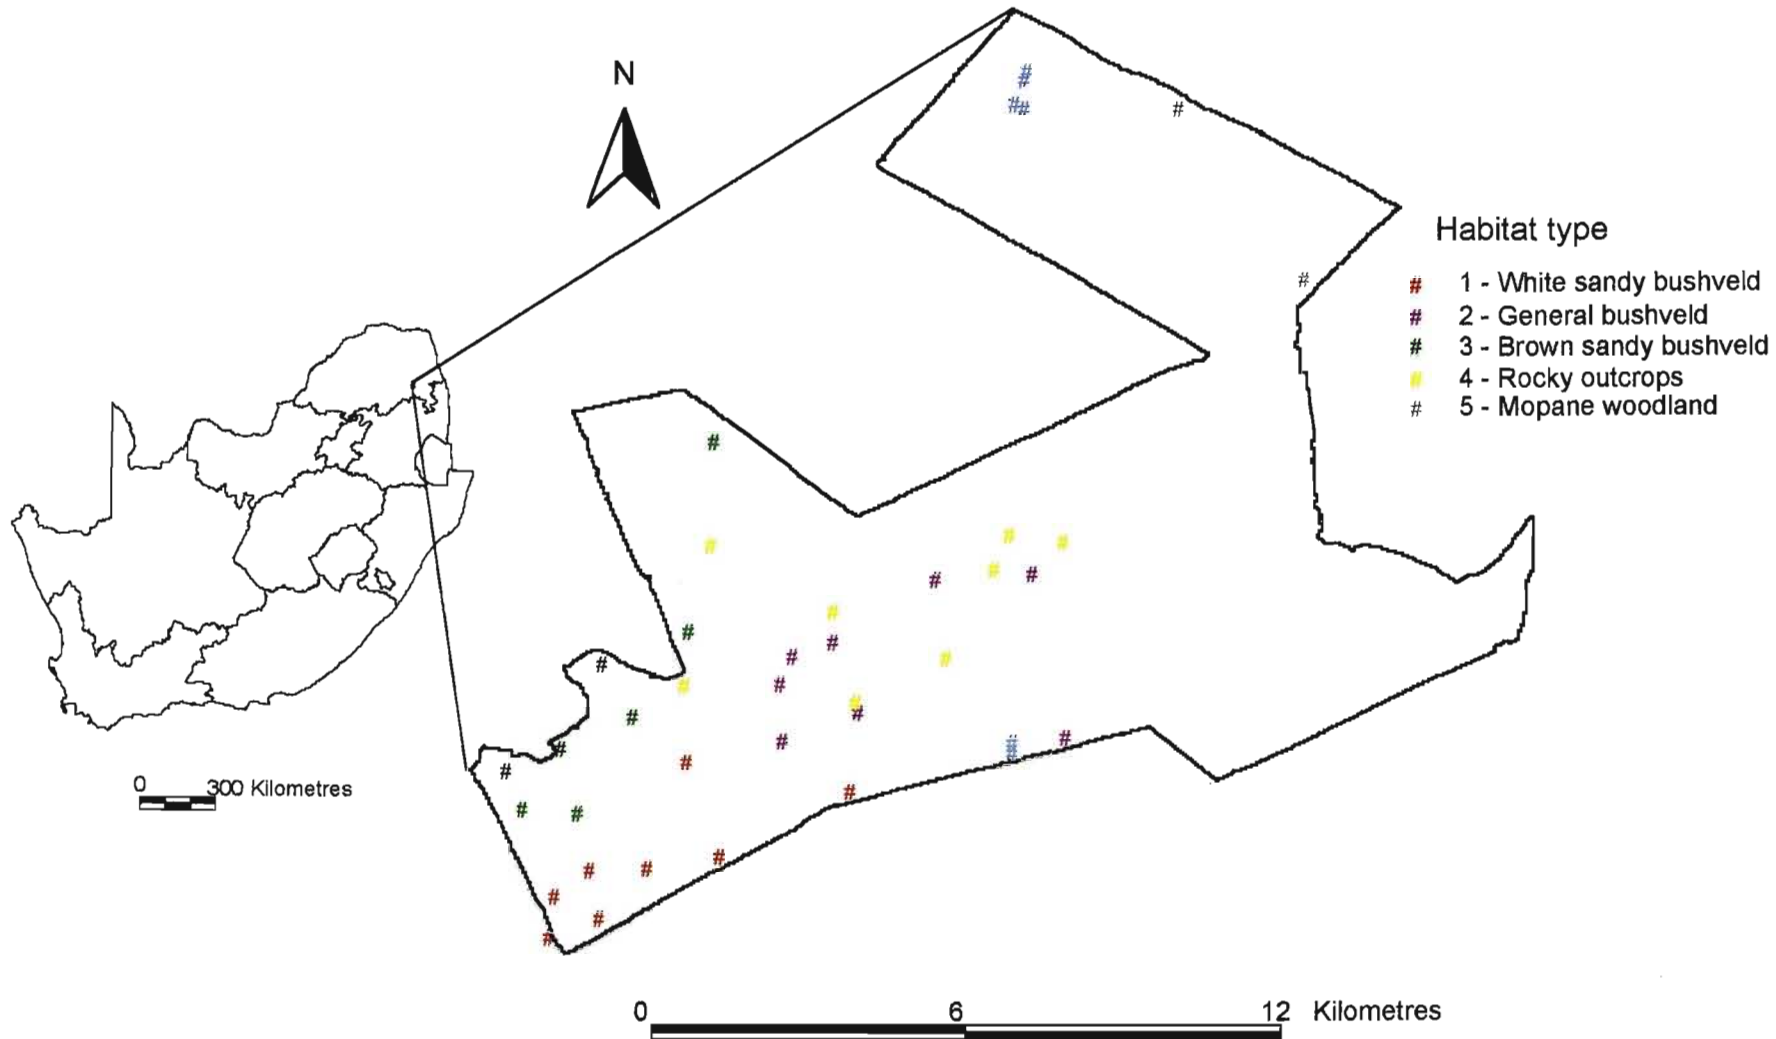 N
Habitat type
# 1 - White sandy bushveld
# 2 - General bushveld
# 3 - Brown sandy bushveld
# 4 - Rocky outcrops
# 5 - Mopane woodland
0 300 Kilometres
0 6 12 Kilometres